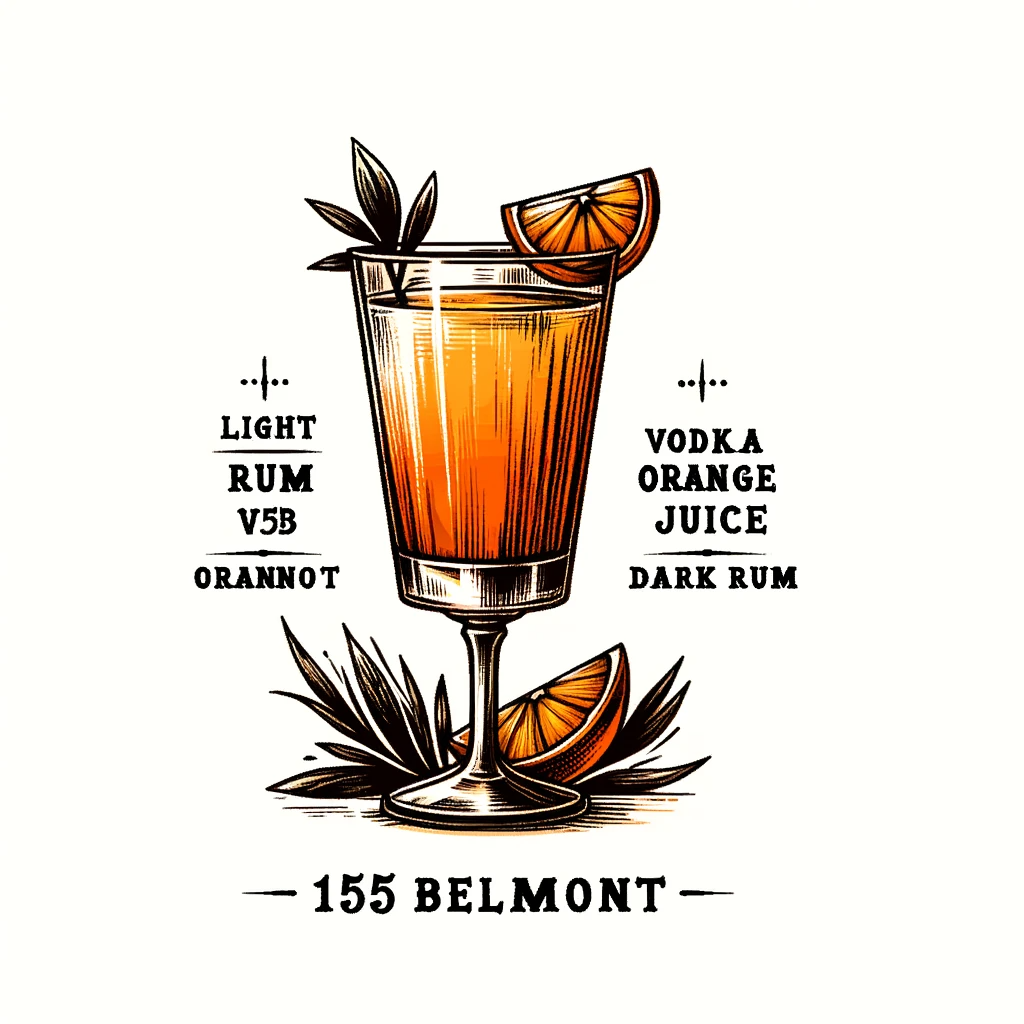 LIGHT
RUM
V5B
ORANNOT
VODKA
ORANGE
JUICE
DARK RUM
155 BELMONT